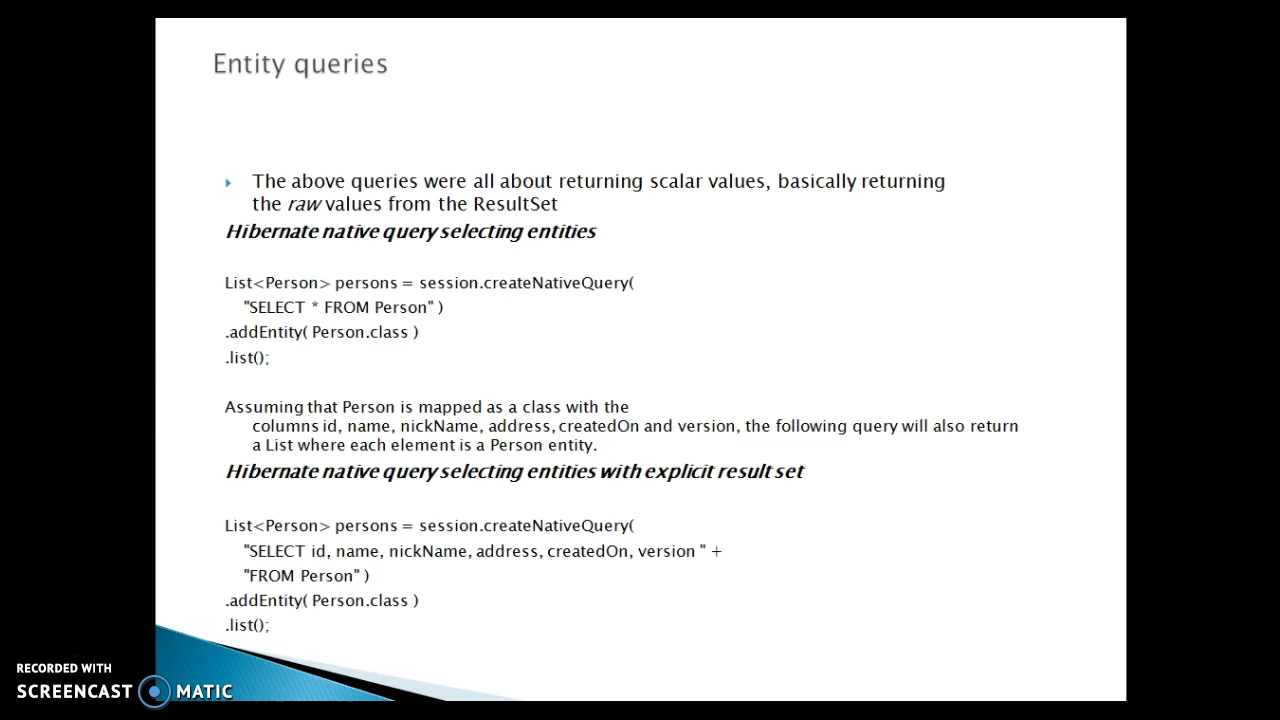 Entity queries
The above queries were all about returning scalar values, basically returning
the raw values from the ResultSet
Hibernate native query selecting entities
List<Person> persons = session.createNativeQuery(
"SELECT * FROM Person" )
.addEntity( Person.class )
.list();
Assuming that Person is mapped as a class with the
columns id, name, nickName, address, createdOn and version, the following query will also return
a List where each element is a Person entity.
Hibernate native query selecting entities with explicit result set
List<Person> persons = session.createNativeQuery(
"SELECT id, name, nickName, address, createdOn, version " +
"FROM Person" )
.addEntity( Person.class )
.list();
RECORDED WITH
SCREENCAST MATIC